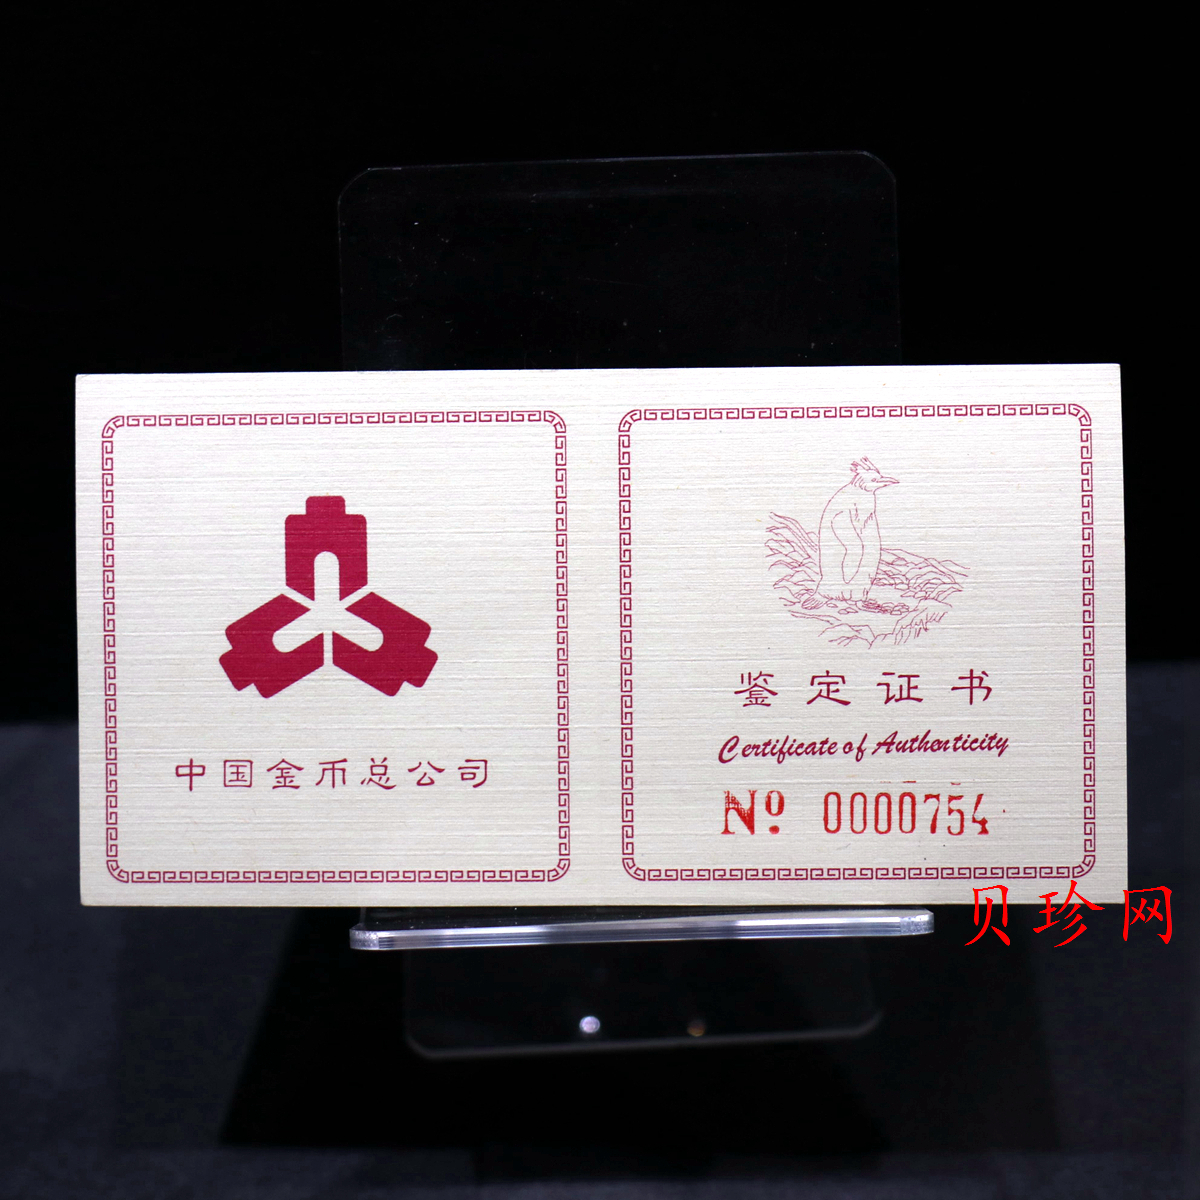 中国金币总公司
鉴定证书
Certificate of Authenticity
Nº 0000754
贝珍网